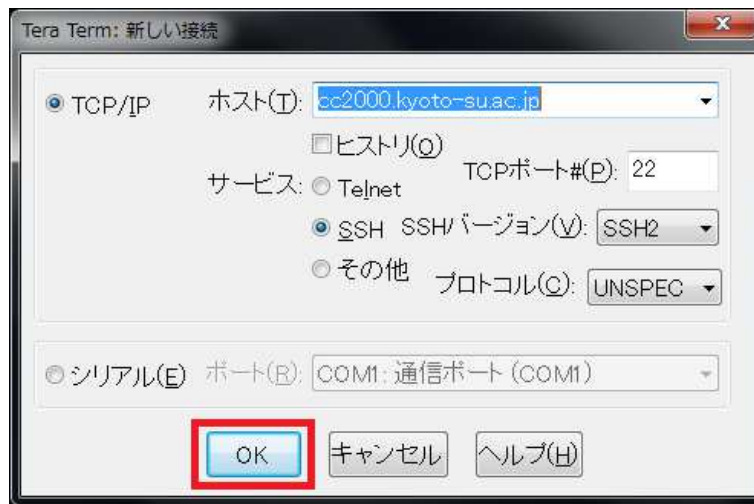 Tera Term: 新しい接続
TCP/IP ホスト(T): cc2000.kyoto-su.ac.jp
ヒストリ(O)
サービス: Telnet TCPポート#(P): 22
SSH SSHバージョン(V): SSH2
その他 プロトコル(C): UNSPEC
シリアル(E) ポート(R): COM1: 通信ポート (COM1)
OK キャンセル ヘルプ(H)